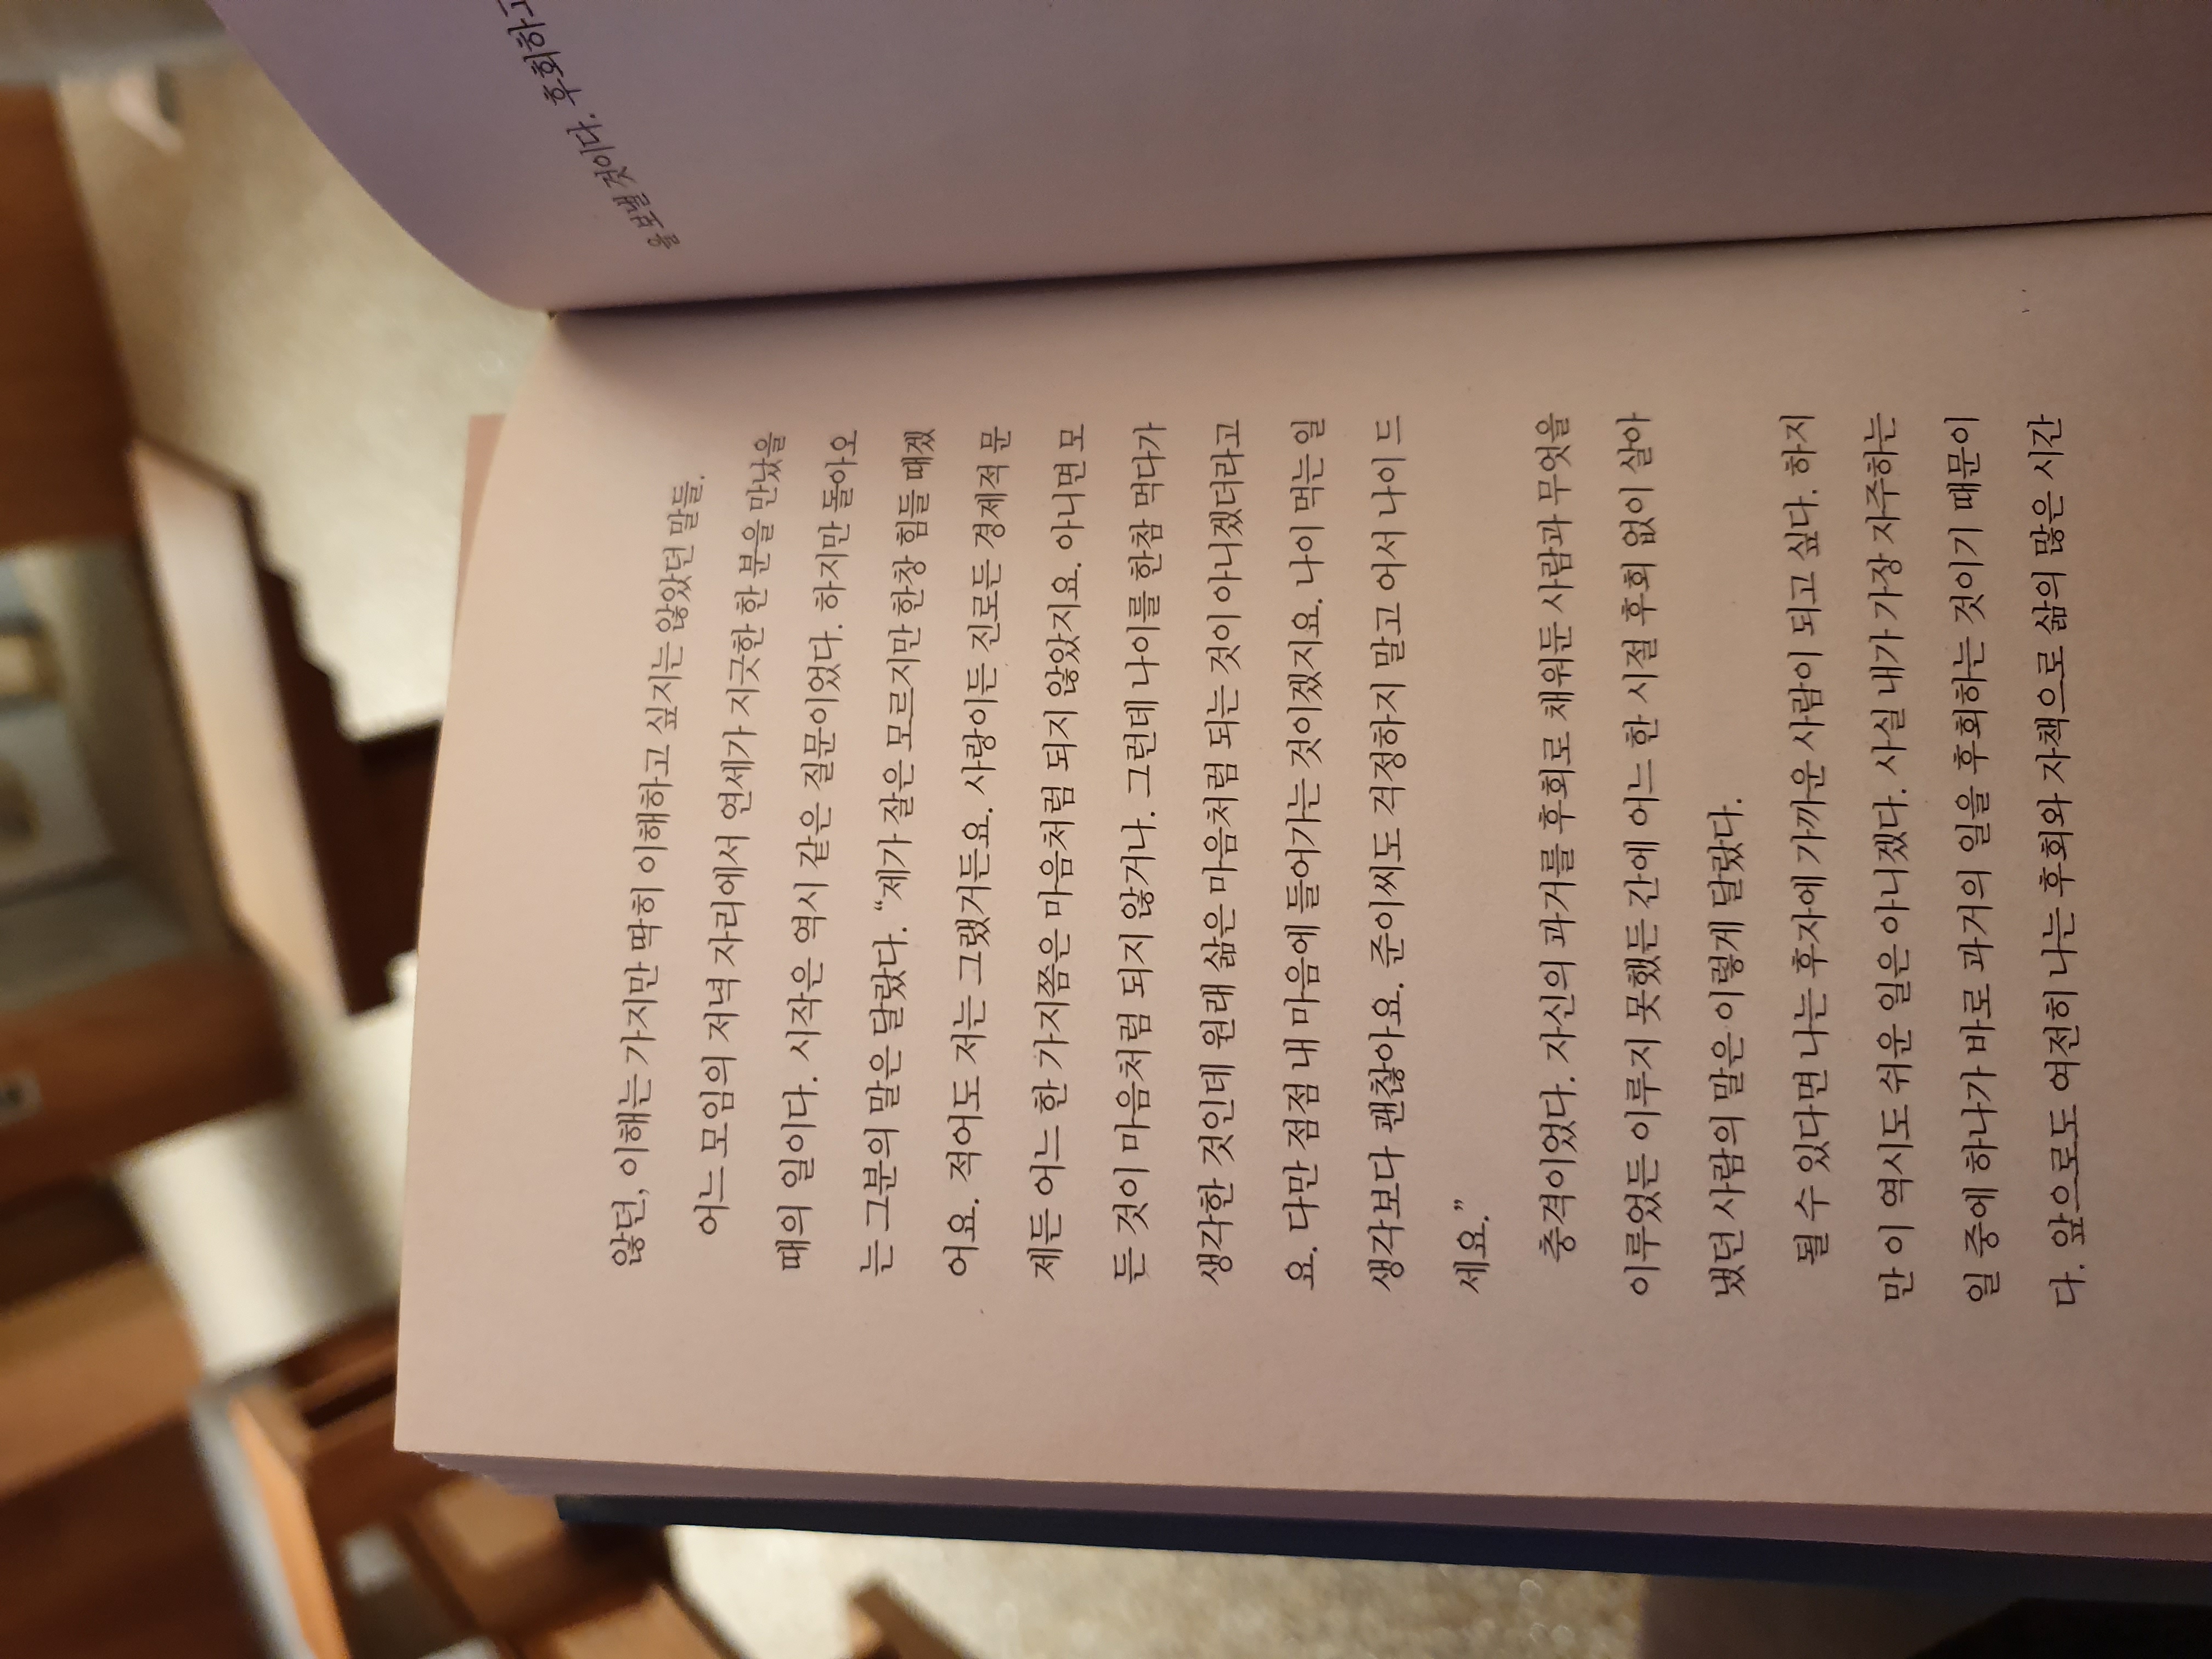 않던, 이해는 가지만 딱히 이해하고 싶지는 않았던 말들.
어느 모임의 저녁 자리에서 연세가 지긋한 한 분을 만났을
때의 일이다. 시작은 역시 같은 질문이었다. 하지만 돌아오
는 그분의 말은 달랐다. “제가 잘은 모르지만 한창 힘들 때겠
어요. 적어도 저는 그랬거든요. 사랑이든 진로든 경제적 문
제든 어느 한 가지쯤은 마음처럼 되지 않았지요. 아니면 모
든 것이 마음처럼 되지 않거나. 그런데 나이를 한참 먹다가
생각한 것인데 원래 삶은 마음처럼 되는 것이 아니겠더라고
요. 다만 점점 내 마음에 들어가는 것이겠지요. 나이 먹는 일
생각보다 괜찮아요. 준이씨도 걱정하지 말고 어서 나이 드
세요.”
충격이었다. 자신의 과거를 후회로 채워둔 사람과 무엇을
이루었든 이루지 못했든 간에 어느 한 시절 후회 없이 살아
냈던 사람의 말은 이렇게 달랐다.
될 수 있다면 나는 후자에 가까운 사람이 되고 싶다. 하지
만 이 역시도 쉬운 일은 아니겠다. 사실 내가 가장 자주하는
일 중에 하나가 바로 과거의 일을 후회하는 것이기 때문이
다. 앞으로도 여전히 나는 후회와 자책으로 삶의 많은 시간
을 보낼 것이다. 후회하고